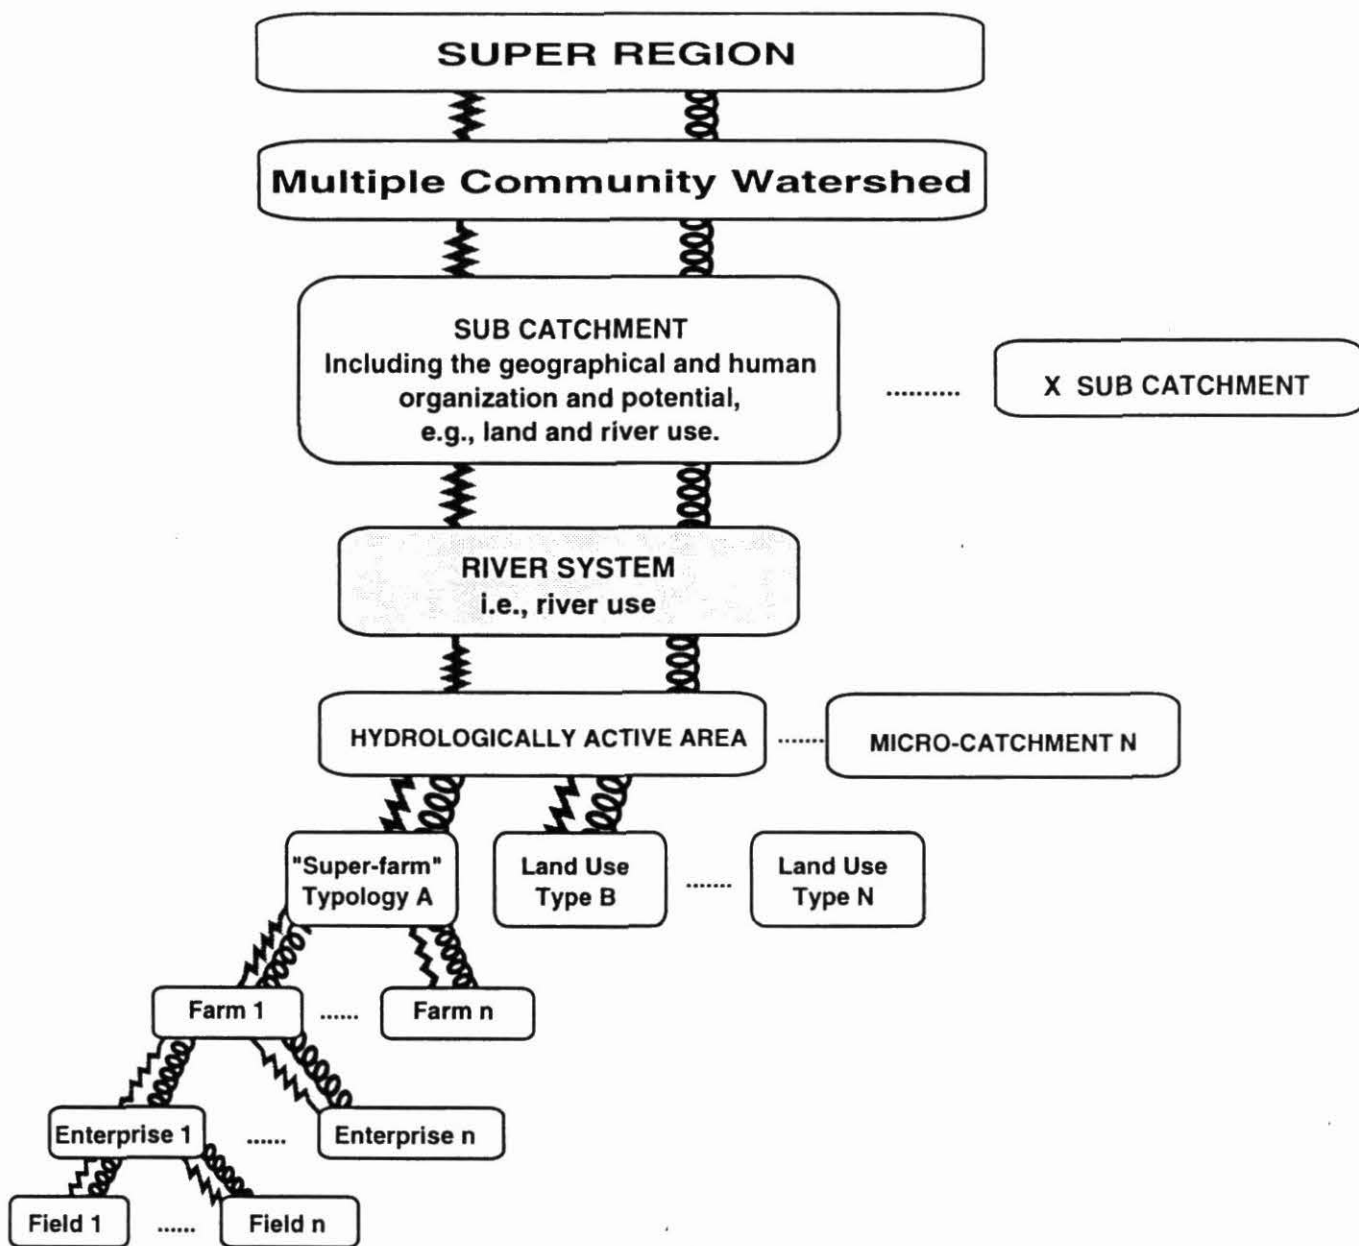 SUPER REGION
Multiple Community Watershed
SUB CATCHMENT
Including the geographical and human
organization and potential,
e.g., land and river use.
.......... X SUB CATCHMENT
RIVER SYSTEM
i.e., river use
HYDROLOGICALLY ACTIVE AREA ....... MICRO-CATCHMENT N
"Super-farm"
Typology A
Land Use
Type B
.......
Land Use
Type N
Farm 1 ...... Farm n
Enterprise 1 ...... Enterprise n
Field 1 ...... Field n